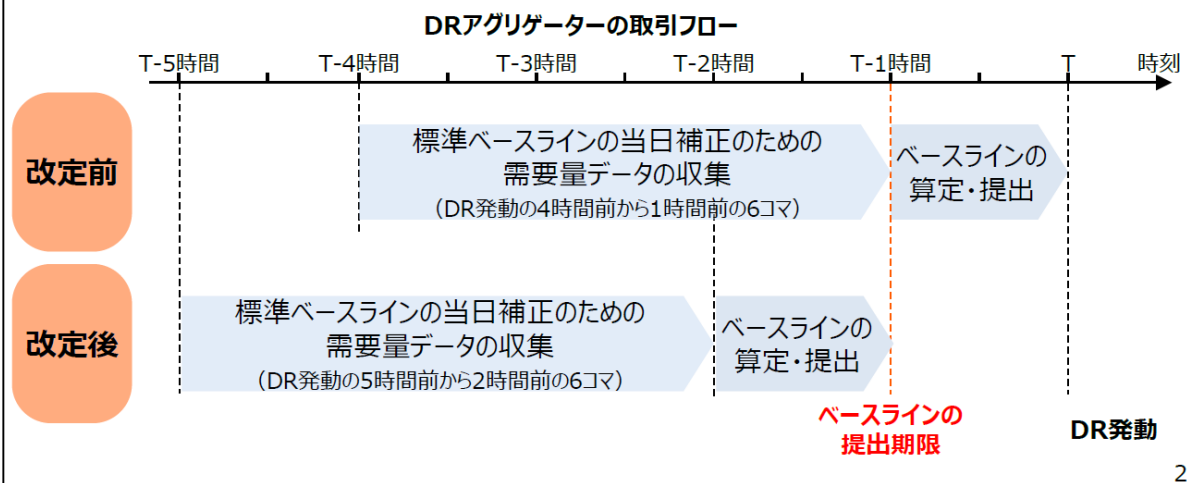 DRアグリゲーターの取引フロー
T-5時間 T-4時間 T-3時間 T-2時間 T-1時間 T 時刻
改定前
標準ベースラインの当日補正のための
需要量データの収集
（DR発動の4時間前から1時間前の6コマ）
ベースラインの
算定・提出
改定後
標準ベースラインの当日補正のための
需要量データの収集
（DR発動の5時間前から2時間前の6コマ）
ベースラインの
算定・提出
ベースラインの
提出期限
DR発動
2